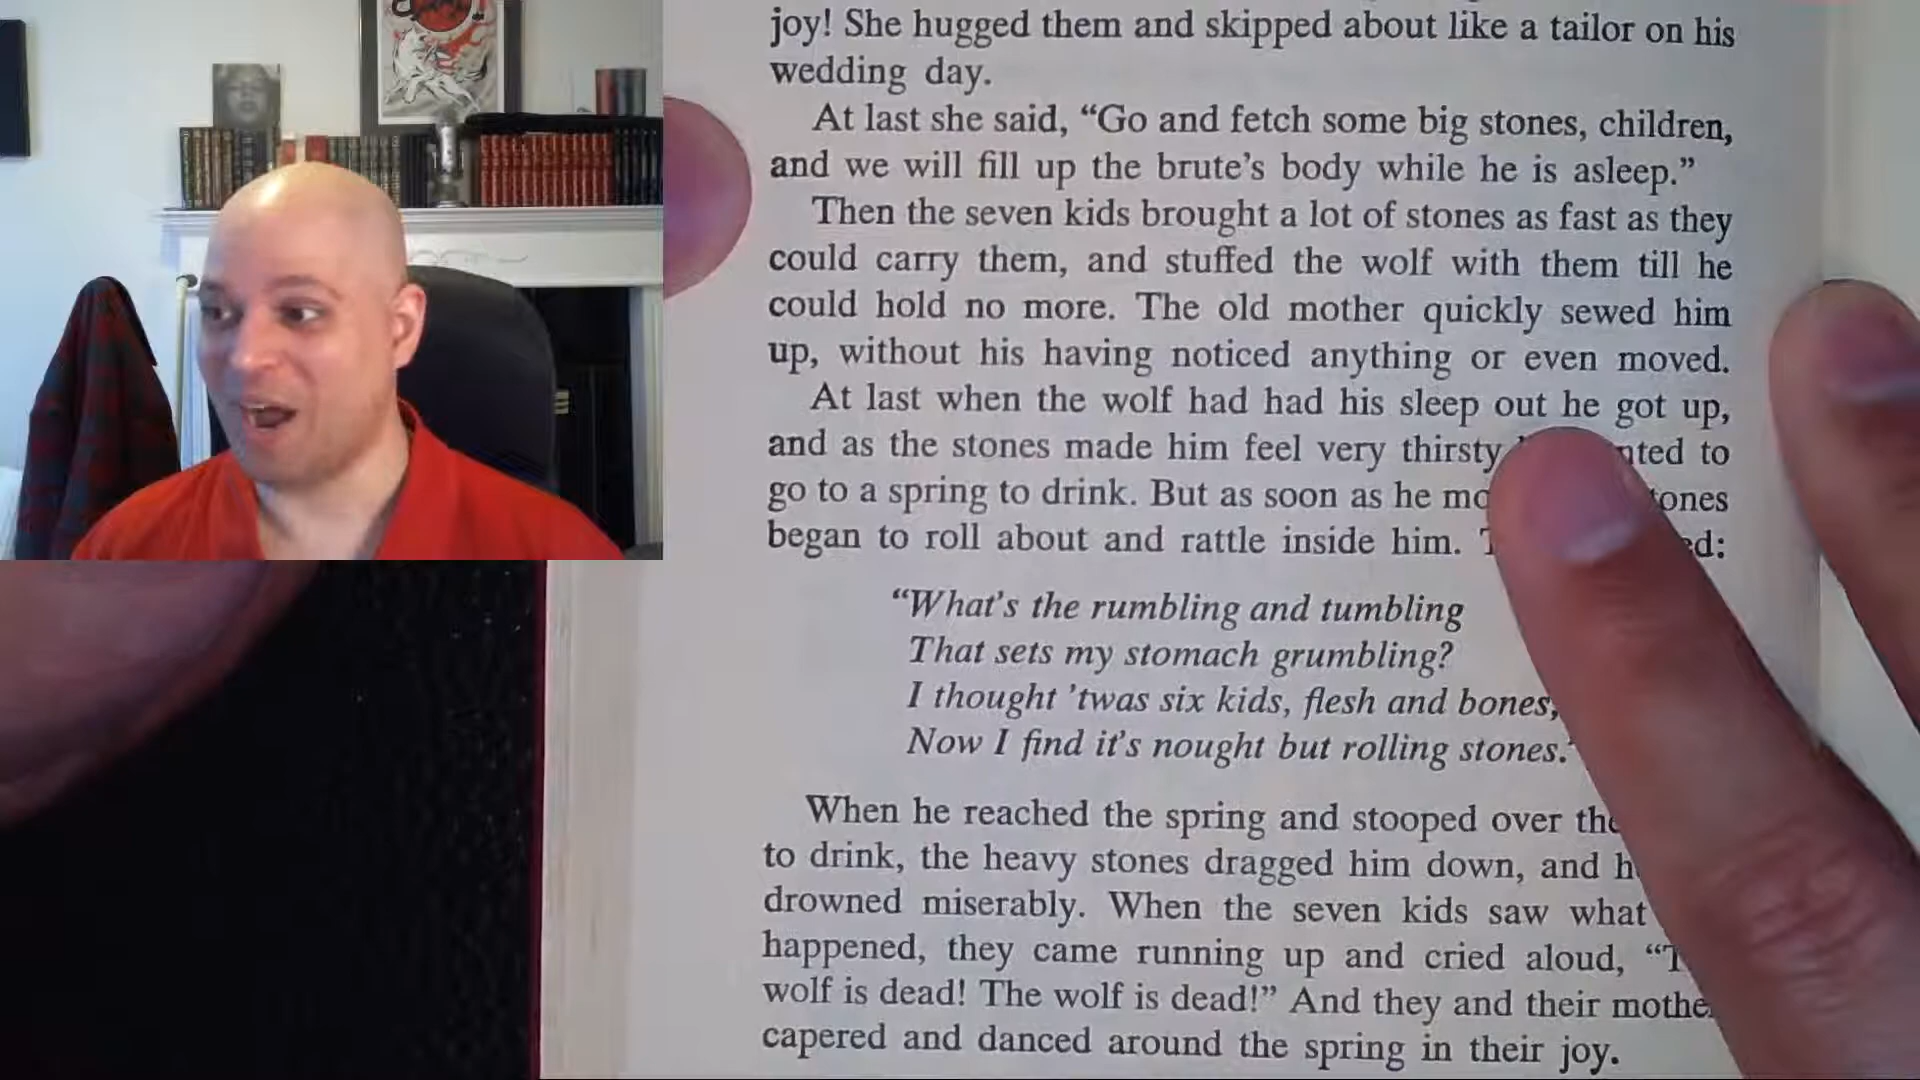 joy! She hugged them and skipped about like a tailor on his
wedding day.
At last she said, “Go and fetch some big stones, children,
and we will fill up the brute’s body while he is asleep.”
Then the seven kids brought a lot of stones as fast as they
could carry them, and stuffed the wolf with them till he
could hold no more. The old mother quickly sewed him
up, without his having noticed anything or even moved.
At last when the wolf had had his sleep out he got up,
and as the stones made him feel very thirsty to
go to a spring to drink. But as soon as he
began to roll about and rattle inside him.
“What’s the rumbling and tumbling
That sets my stomach grumbling?
I thought ’twas six kids, flesh and bones,
Now I find it’s nought but rolling stones.”
When he reached the spring and stooped over
to drink, the heavy stones dragged him down, and
drowned miserably. When the seven kids saw what
happened, they came running up and cried aloud,
wolf is dead! The wolf is dead!” And they and their
capered and danced around the spring in their joy.